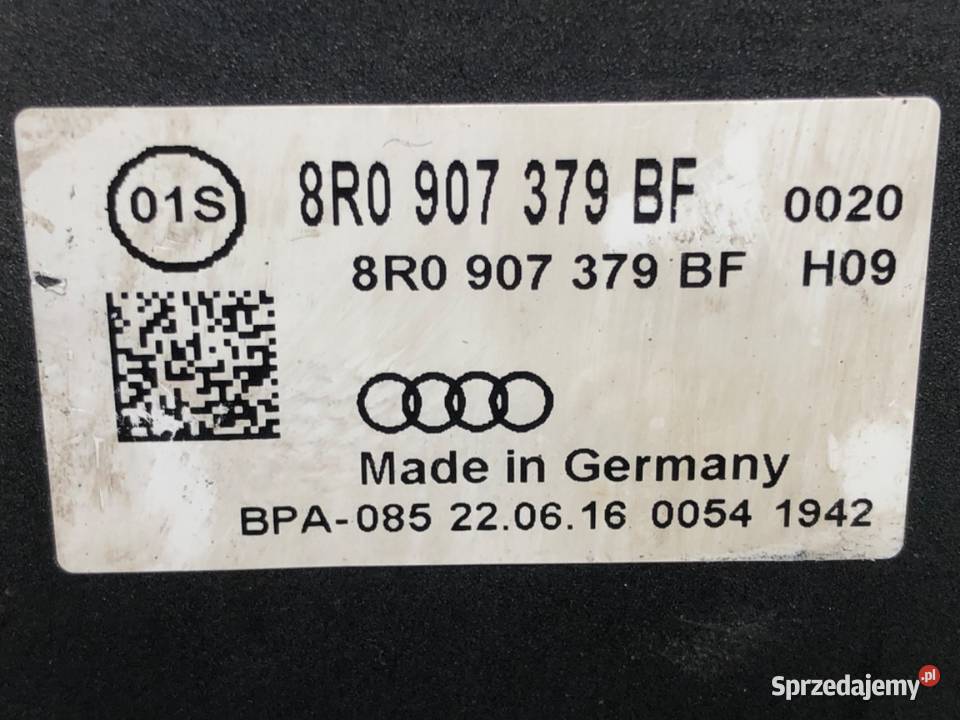 01S 8R0 907 379 BF 0020
8R0 907 379 BF H09
Made in Germany
BPA-085 22.06.16 0054 1942
Sprzedajemy.pl